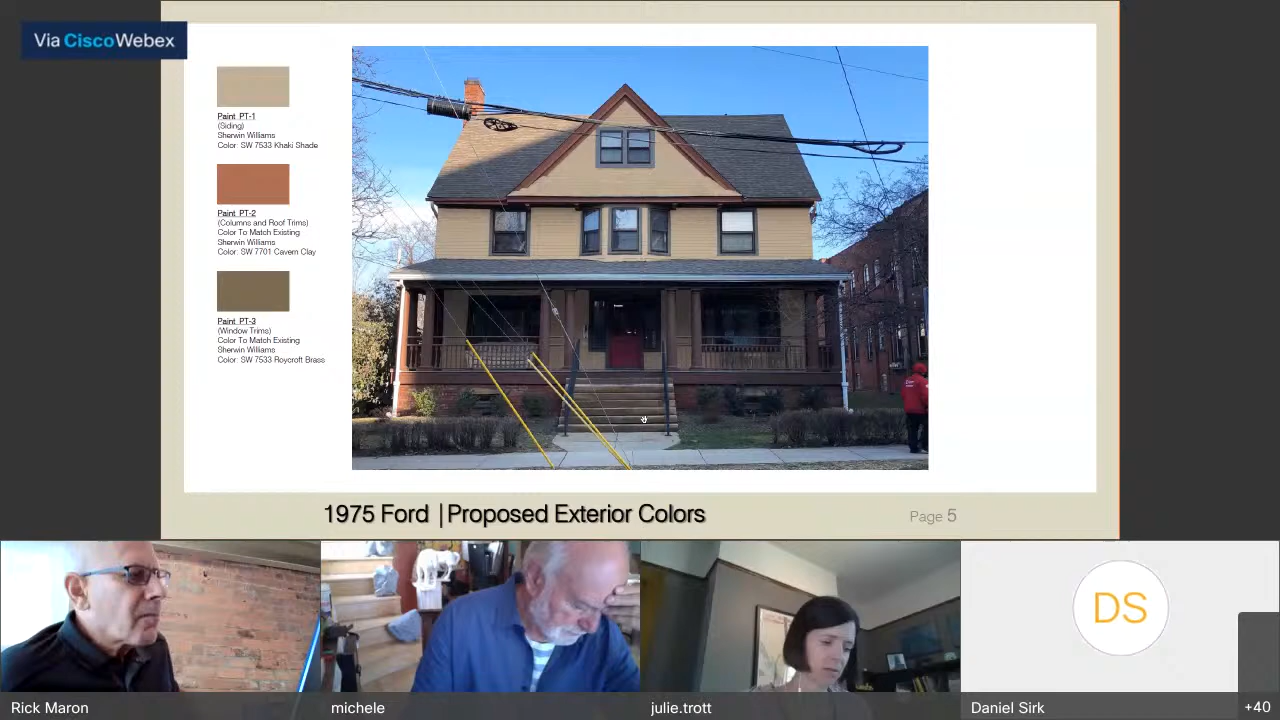 Via Cisco Webex
Paint PT-1
(Siding)
Sherwin Williams
Color: SW 7533 Khaki Shade
Paint PT-2
(Columns and Roof Trims)
Color To Match Existing
Sherwin Williams
Color: SW 7701 Cavern Clay
Paint PT-3
(Window Trims)
Color To Match Existing
Sherwin Williams
Color: SW 7533 Roycroft Brass
1975 Ford | Proposed Exterior Colors
Page 5
DS
Rick Maron
michele
julie.trott
Daniel Sirk
+40